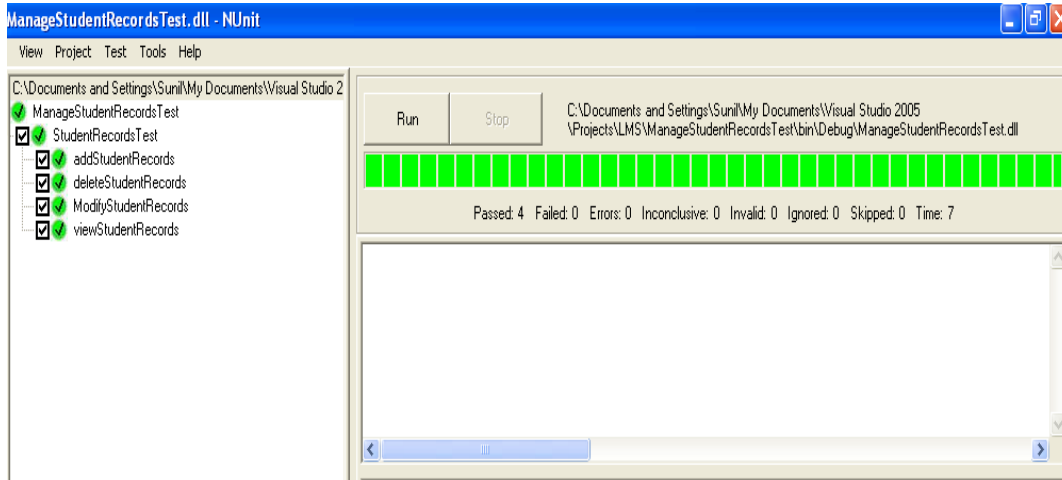 ManageStudentRecordsTest.dll - NUnit
View Project Test Tools Help
C:\Documents and Settings\Sunil\My Documents\Visual Studio 2
ManageStudentRecordsTest
StudentRecordsTest
addStudentRecords
deleteStudentRecords
ModifyStudentRecords
viewStudentRecords
Run
Stop
C:\Documents and Settings\Sunil\My Documents\Visual Studio 2005
\Projects\LMS\ManageStudentRecordsTest\bin\Debug\ManageStudentRecordsTest.dll
Passed: 4 Failed: 0 Errors: 0 Inconclusive: 0 Invalid: 0 Ignored: 0 Skipped: 0 Time: 7